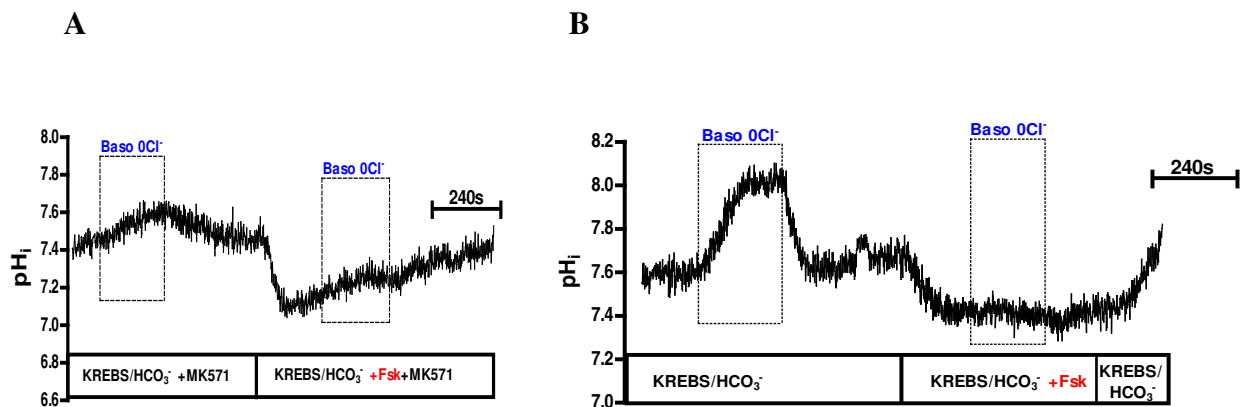 A
B
8.0
7.8
7.6
7.4
7.2
7.0
6.8
6.6
pHi
Baso 0Cl⁻
Baso 0Cl⁻
240s
KREBS/HCO₃⁻ +MK571
KREBS/HCO₃⁻ +Fsk+MK571
8.2
8.0
7.8
7.6
7.4
7.2
7.0
pHi
Baso 0Cl⁻
Baso 0Cl⁻
240s
KREBS/HCO₃⁻
KREBS/HCO₃⁻ +Fsk
KREBS/
HCO₃⁻